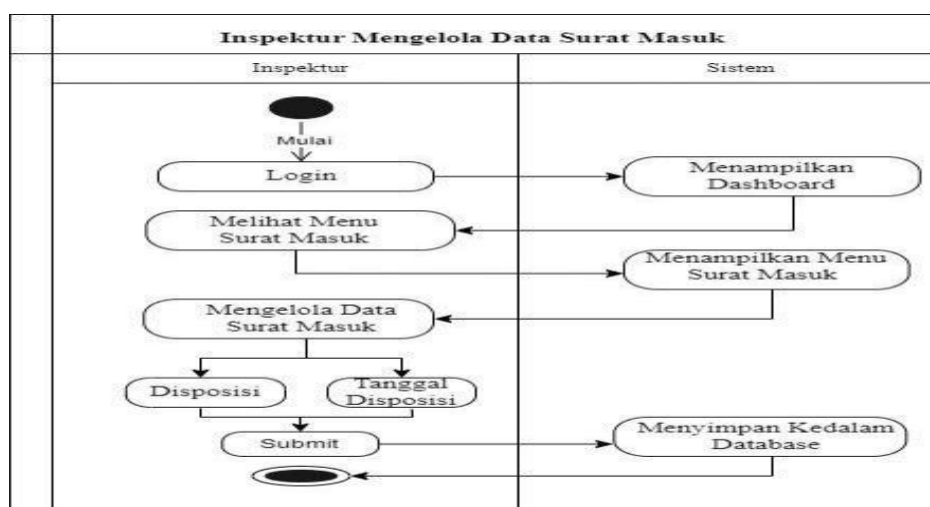 Inspektur Mengelola Data Surat Masuk
Inspektur
Sistem
Mulai
Login
Menampilkan
Dashboard
Melihat Menu
Surat Masuk
Menampilkan Menu
Surat Masuk
Mengelola Data
Surat Masuk
Disposisi
Tanggal
Disposisi
Submit
Menyimpan Kedalam
Database